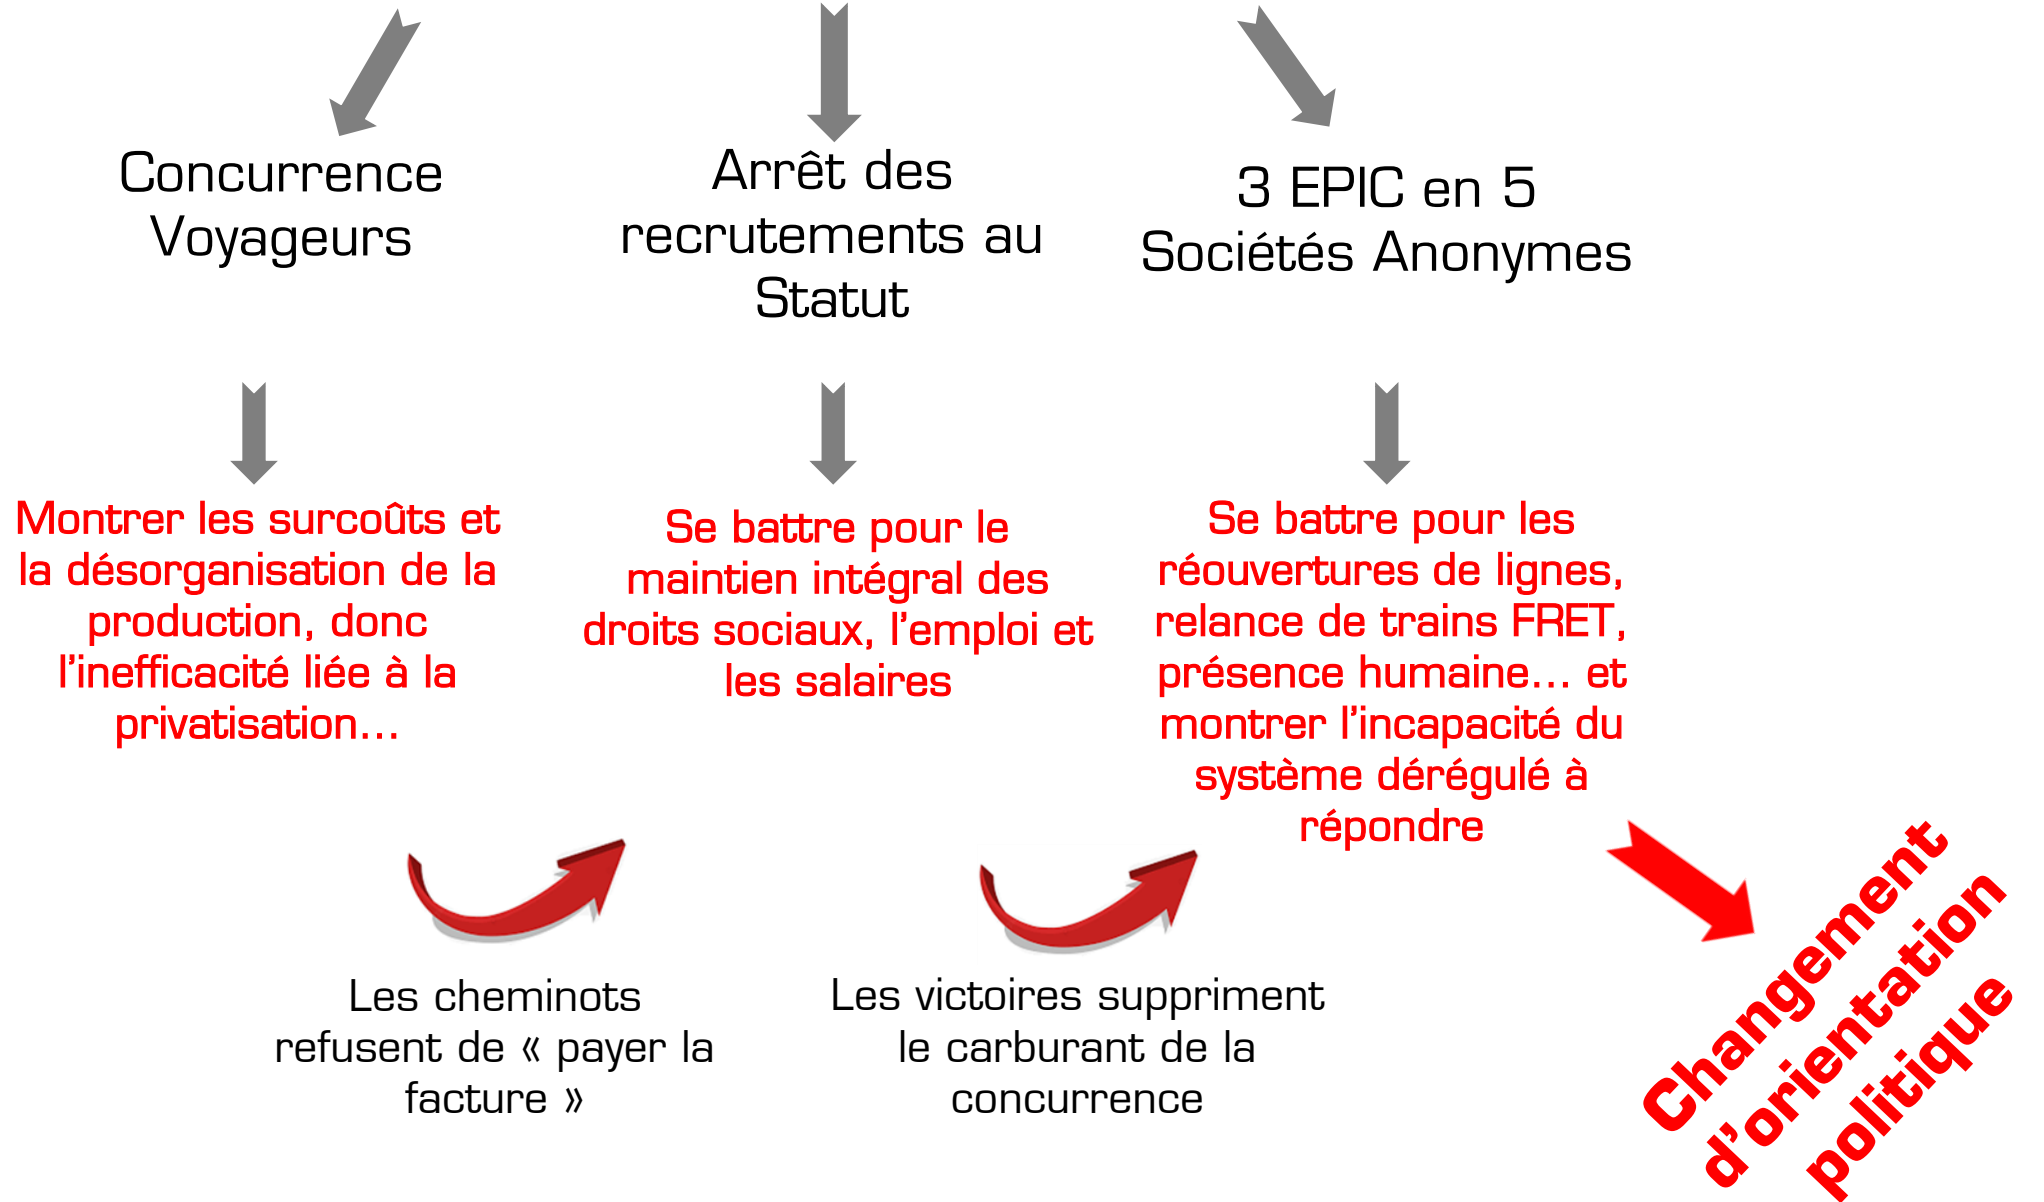 Concurrence
Voyageurs
Arrêt des
recrutements au
Statut
3 EPIC en 5
Sociétés Anonymes
Montrer les surcoûts et
la désorganisation de la
production, donc
l’inefficacité liée à la
privatisation…
Se battre pour le
maintien intégral des
droits sociaux, l’emploi et
les salaires
Se battre pour les
réouvertures de lignes,
relance de trains FRET,
présence humaine… et
montrer l’incapacité du
système dérégulé à
répondre
Les cheminots
refusent de « payer la
facture »
Les victoires suppriment
le carburant de la
concurrence
Changement
d’orientation
politique